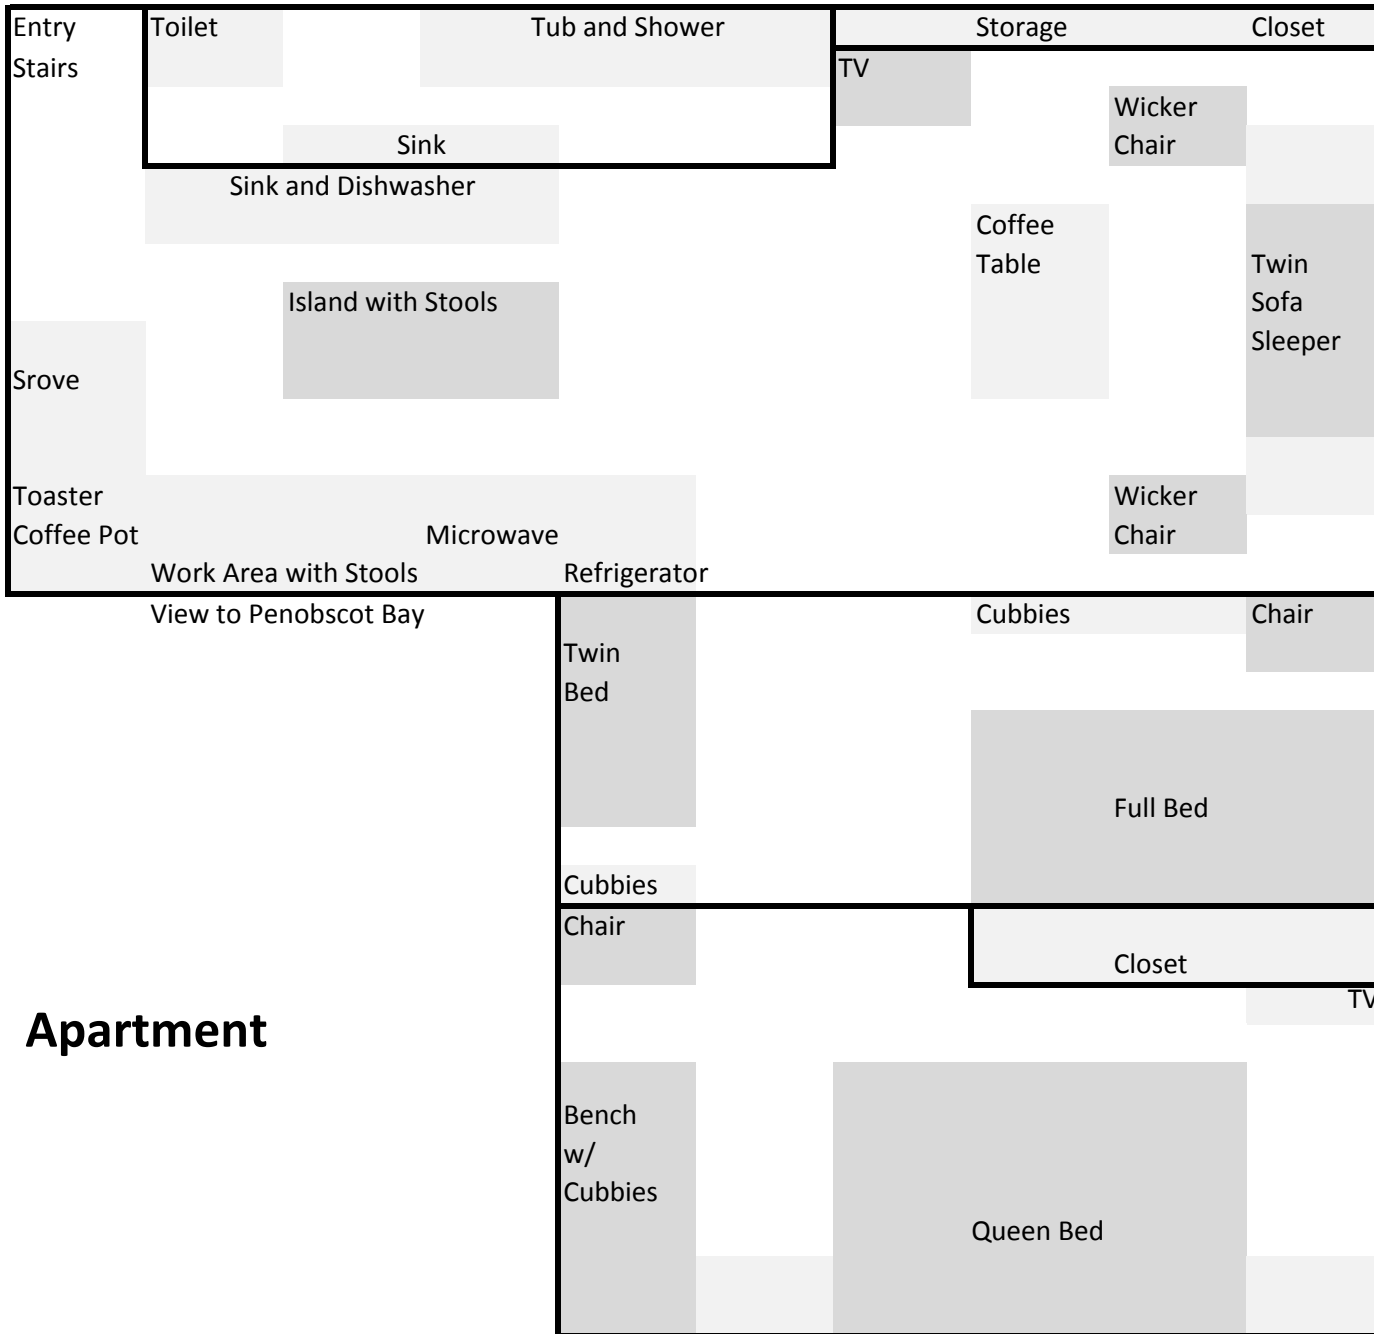 Entry
Stairs
Toilet
Tub and Shower
Storage
Closet
TV
Wicker
Chair
Sink
Sink and Dishwasher
Coffee
Table
Twin
Sofa
Sleeper
Island with Stools
Srove
Toaster
Coffee Pot
Microwave
Wicker
Chair
Work Area with Stools
Refrigerator
View to Penobscot Bay
Cubbies
Chair
Twin
Bed
Full Bed
Cubbies
Chair
Closet
TV
Apartment
Bench
w/
Cubbies
Queen Bed